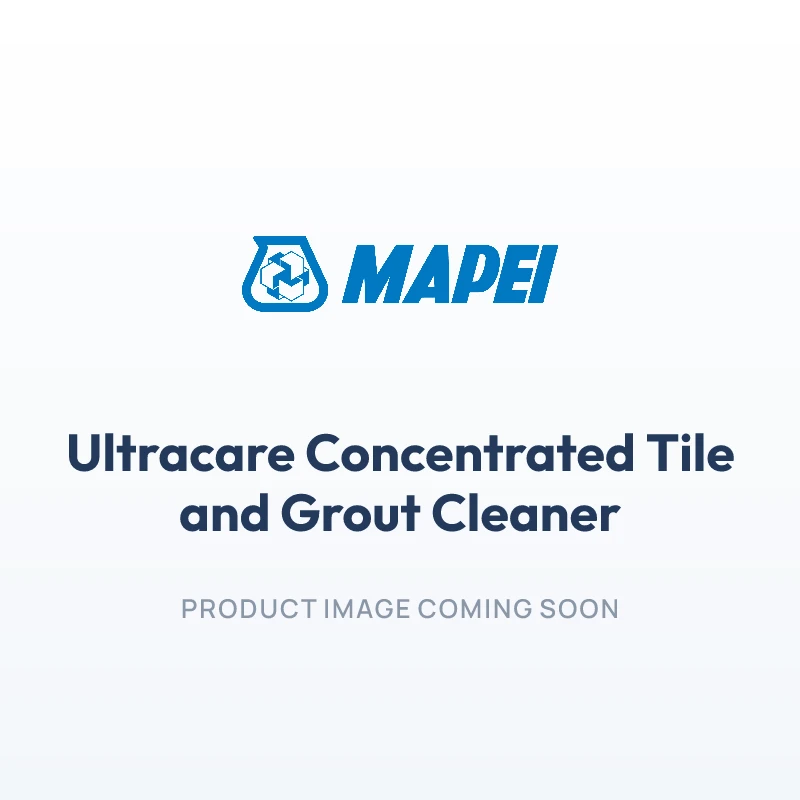 MAPEI
Ultracare Concentrated Tile
and Grout Cleaner
PRODUCT IMAGE COMING SOON